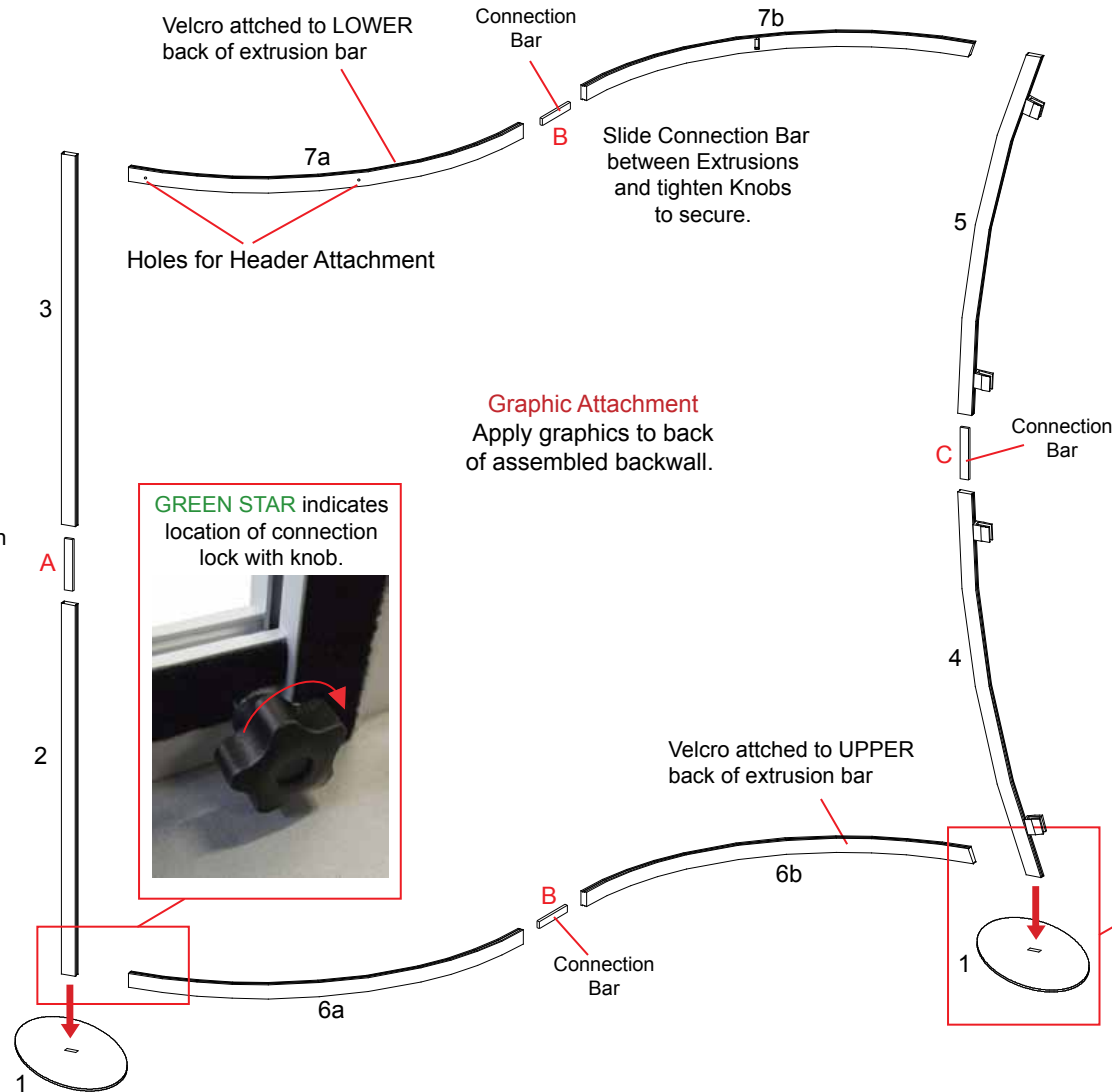 Velcro attched to LOWER
back of extrusion bar
Connection
Bar
7b
B
7a
Slide Connection Bar
between Extrusions
and tighten Knobs
to secure.
Holes for Header Attachment
3
5
Graphic Attachment
Apply graphics to back
of assembled backwall.
C
Connection
Bar
GREEN STAR indicates
location of connection
lock with knob.
A
2
4
Velcro attched to UPPER
back of extrusion bar
6b
B
Connection
Bar
6a
1
1